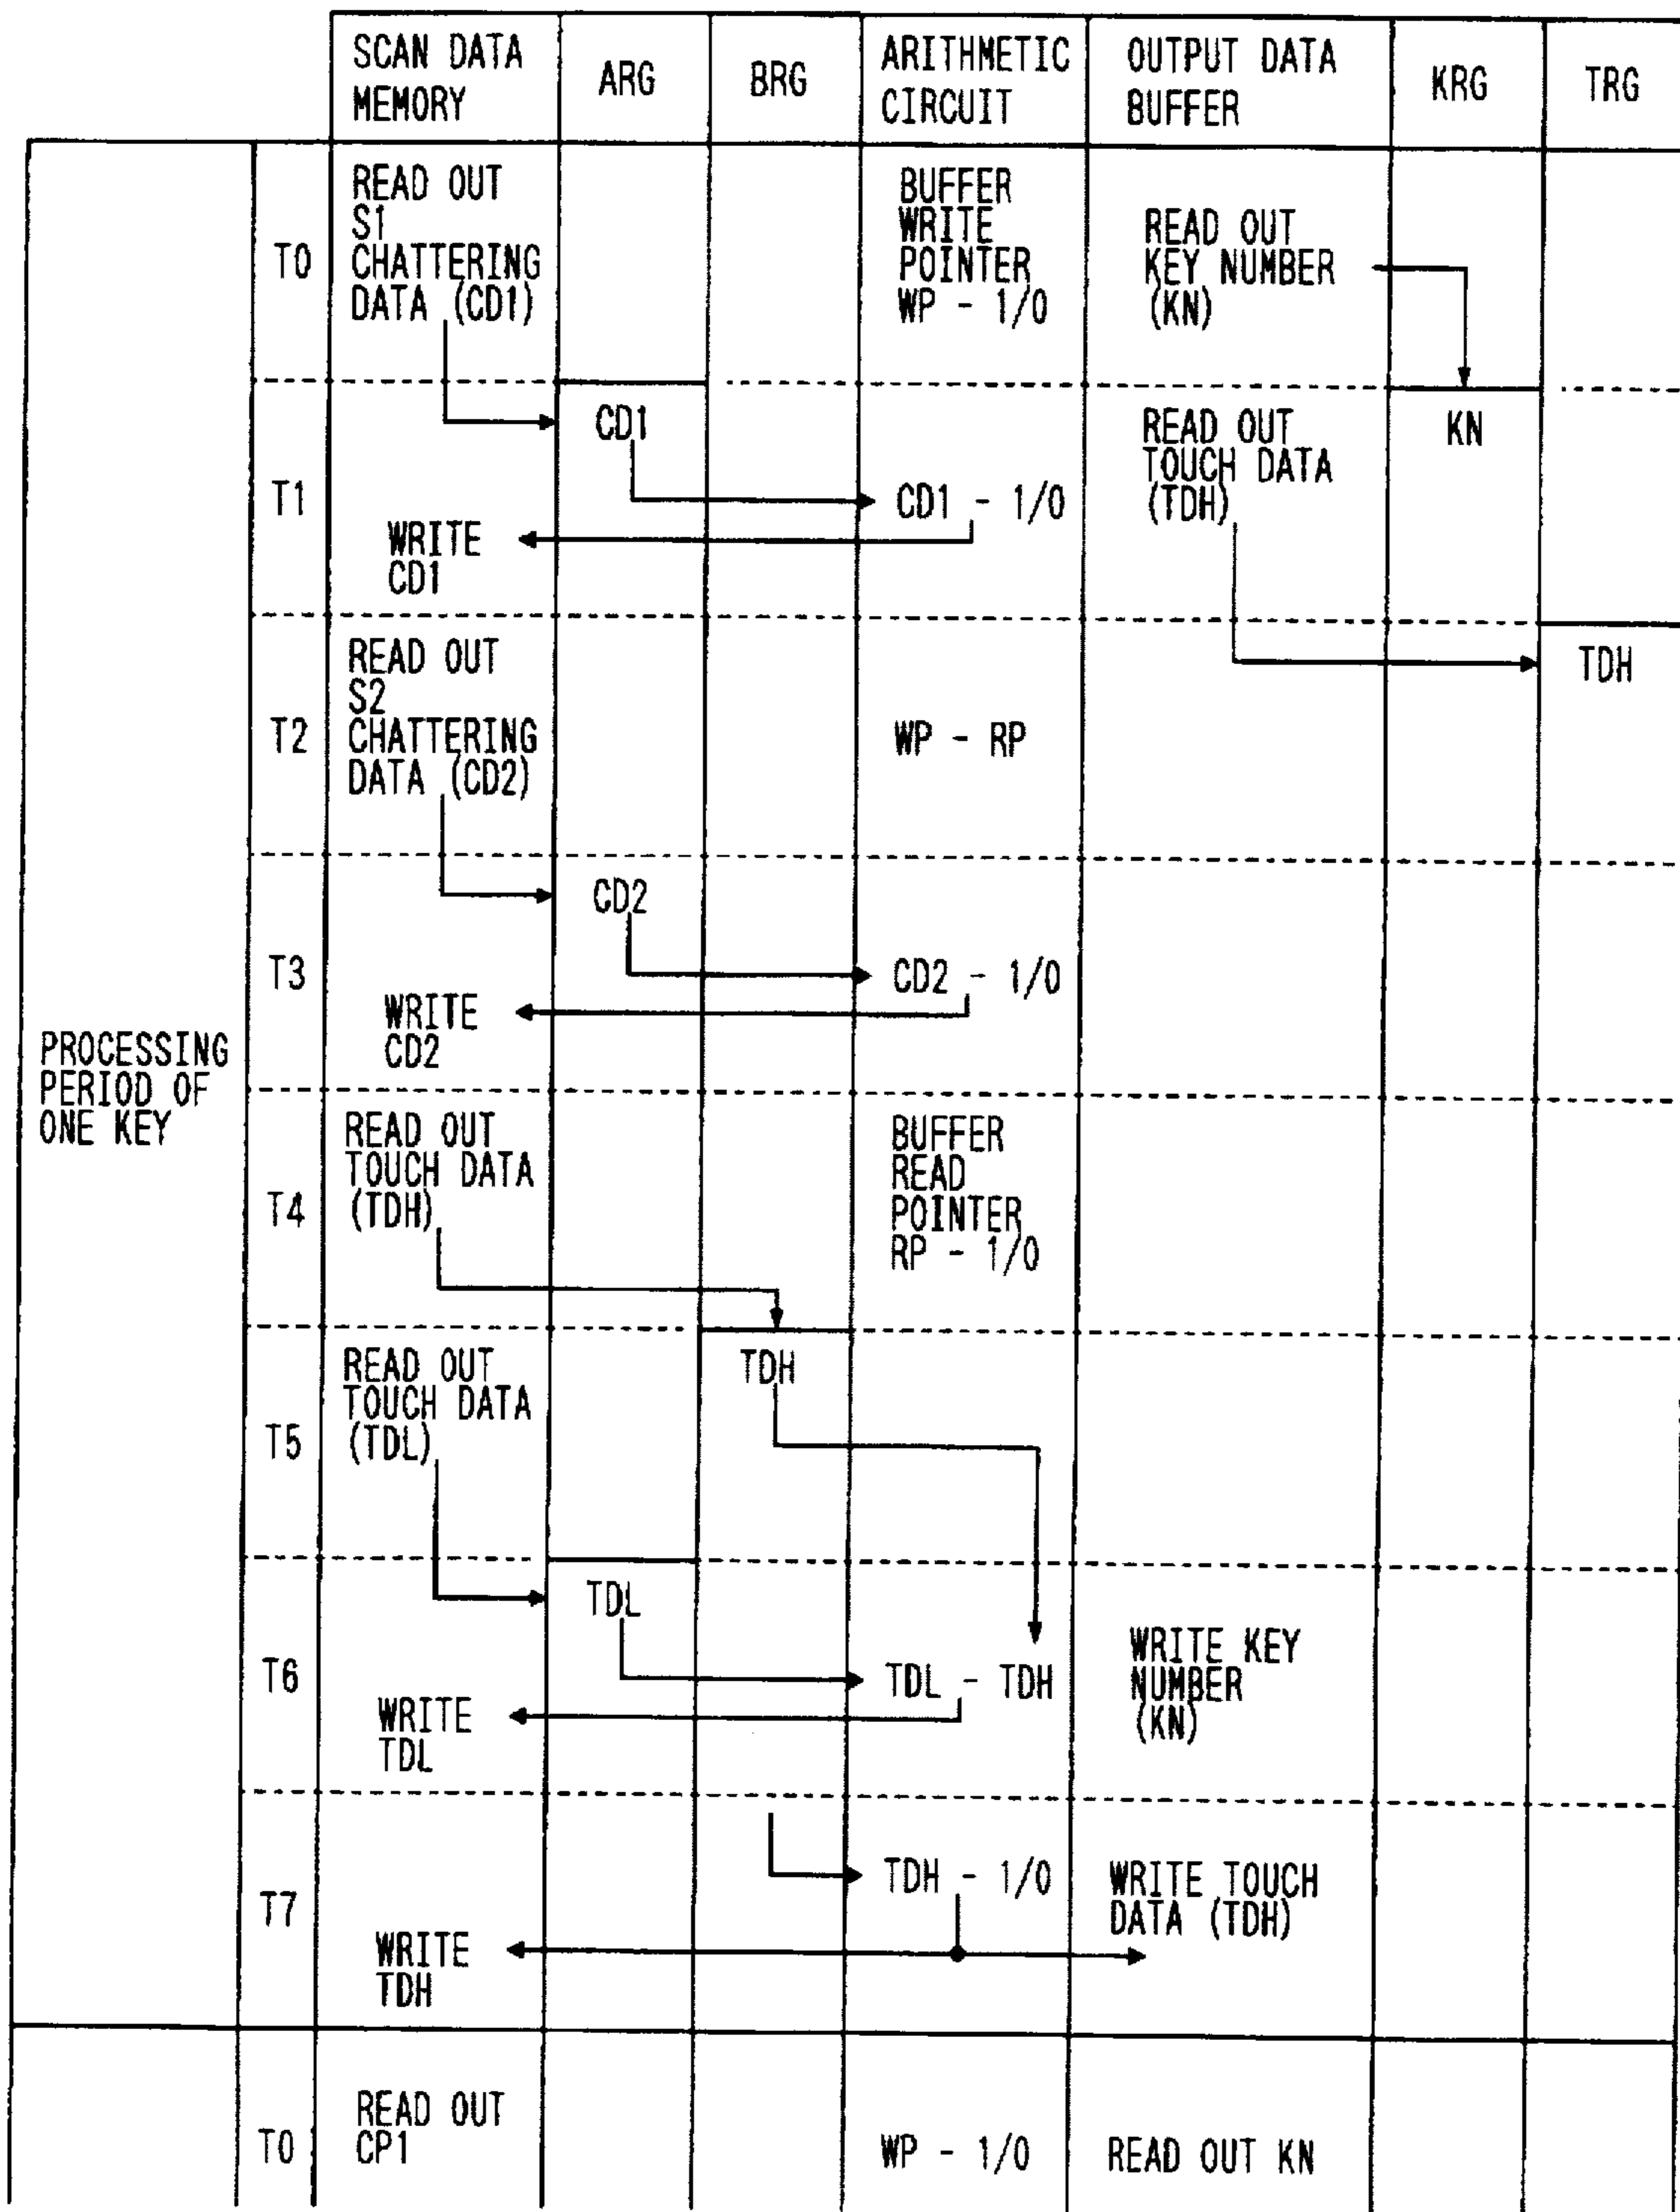 SCAN DATA
MEMORY
ARG
BRG
ARITHMETIC
CIRCUIT
OUTPUT DATA
BUFFER
KRG
TRG
PROCESSING
PERIOD OF
ONE KEY
T0
READ OUT
S1
CHATTERING
DATA (CD1)
BUFFER
WRITE
POINTER
WP - 1/0
READ OUT
KEY NUMBER
(KN)
T1
CD1
CD1 - 1/0
WRITE
CD1
READ OUT
TOUCH DATA
(TDH)
KN
T2
READ OUT
S2
CHATTERING
DATA (CD2)
WP - RP
TDH
T3
CD2
CD2 - 1/0
WRITE
CD2
T4
READ OUT
TOUCH DATA
(TDH)
BUFFER
READ
POINTER
RP - 1/0
T5
READ OUT
TOUCH DATA
(TDL)
TDH
T6
TDL
TDL - TDH
WRITE
TDL
WRITE KEY
NUMBER
(KN)
T7
TDH - 1/0
WRITE
TDH
WRITE TOUCH
DATA (TDH)
T0
READ OUT
CP1
WP - 1/0
READ OUT KN